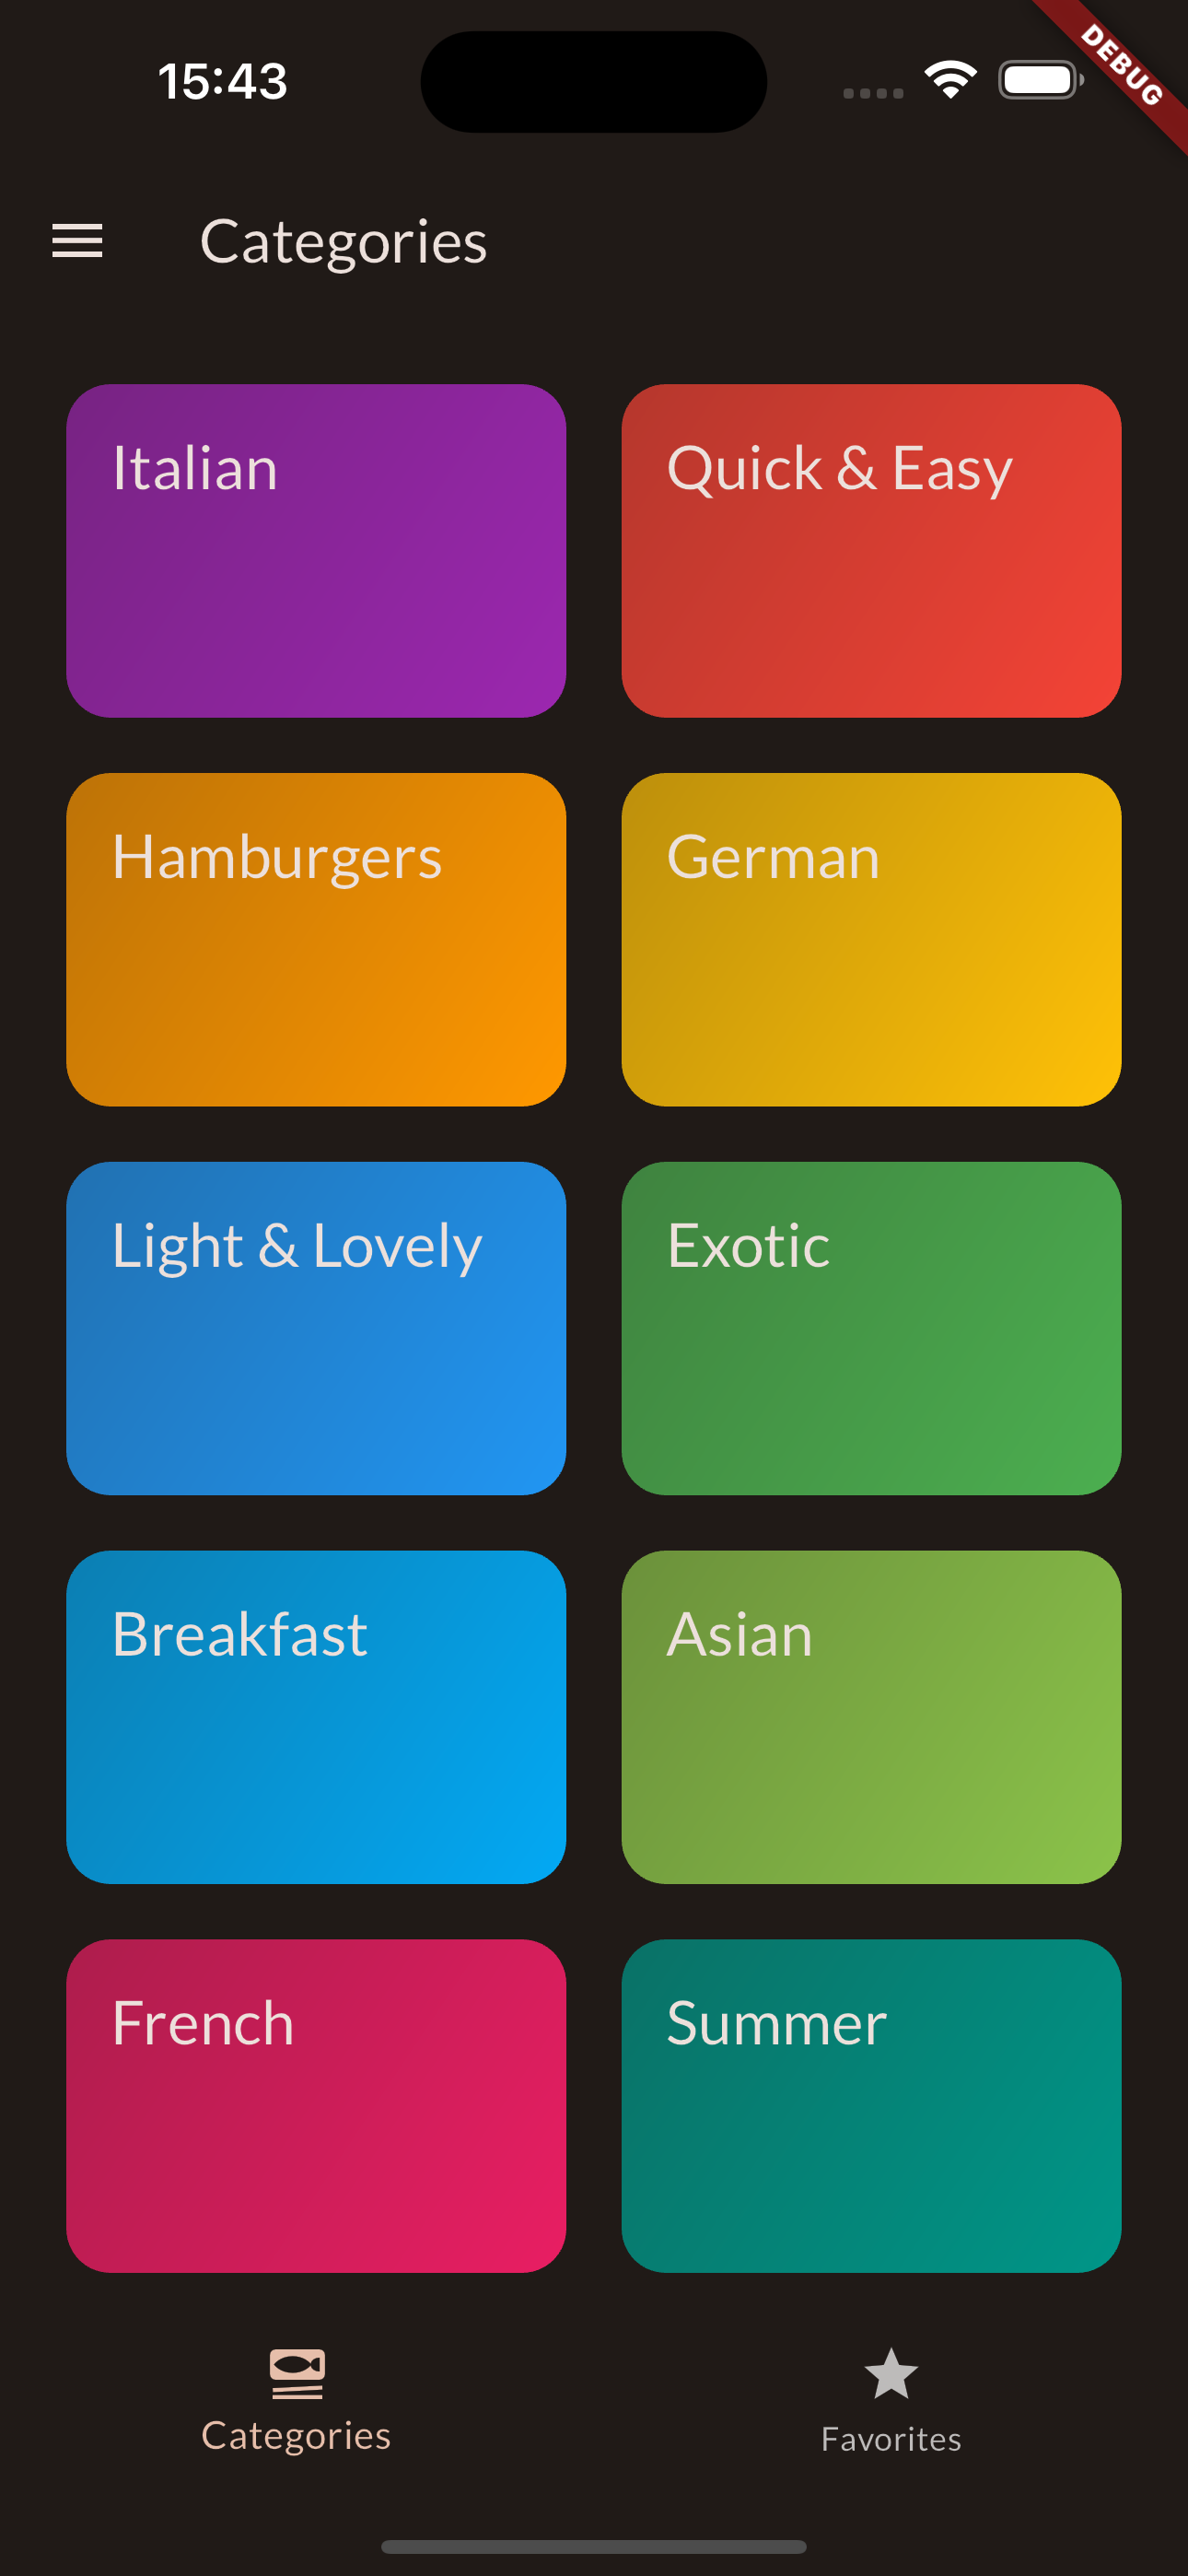 15:43
DEBUG
Categories
Italian
Quick & Easy
Hamburgers
German
Light & Lovely
Exotic
Breakfast
Asian
French
Summer
Categories
Favorites